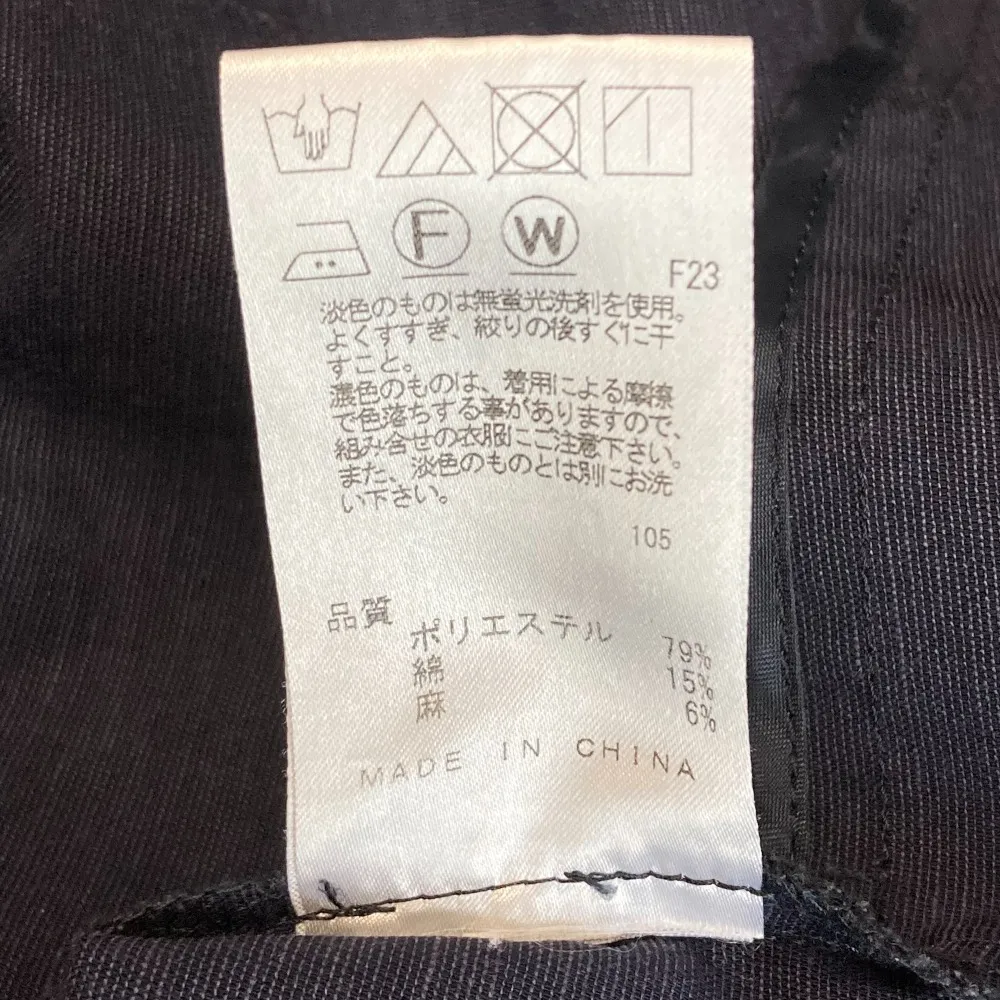 F W
F23
淡色のものは無蛍光洗剤を使用。
よくすすぎ、絞りの後すぐに干
すこと。
濃色のものは、着用による摩擦
で色落ちする事がありますので、
組み合せの衣服にご注意下さい。
また、淡色のものとは別にお洗
い下さい。
105
品質
ポリエステル 79%
綿 15%
麻 6%
MADE IN CHINA